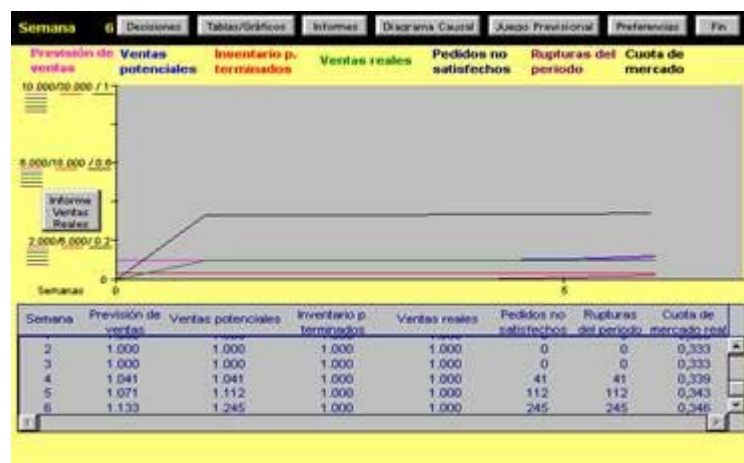 Semana 6 Decisiones Tablas/Gráficos Informes Diagrama Causal Juego Previsional Preferencias Fin
Previsión de ventas Ventas potenciales Inventario p. terminados Ventas reales Pedidos no satisfechos Rupturas del periodo Cuota de mercado
10.000/30.000 / 1
6.000/18.000 / 0.6
Informe
Ventas
Reales
2.000/6.000/ 0.2
0
Semanas 0 5
Semana Previsión de ventas Ventas potenciales Inventario p. terminados Ventas reales Pedidos no satisfechos Rupturas del periodo Cuota de mercado real
2 1.000 1.000 1.000 1.000 0 0 0,333
3 1.000 1.000 1.000 1.000 0 0 0,333
4 1.041 1.041 1.000 1.000 41 41 0,339
5 1.071 1.112 1.000 1.000 112 112 0,343
6 1.133 1.245 1.000 1.000 245 245 0,346